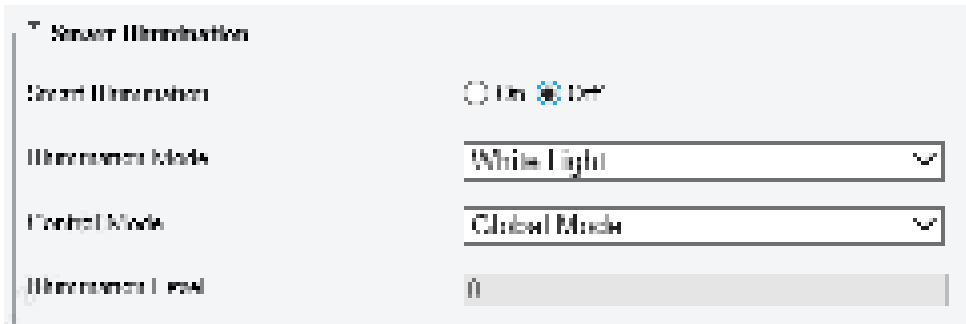 Smart Illumination
Smart Illumination On Off
Illumination Mode White Light
Control Mode Global Mode
Illumination Level 0